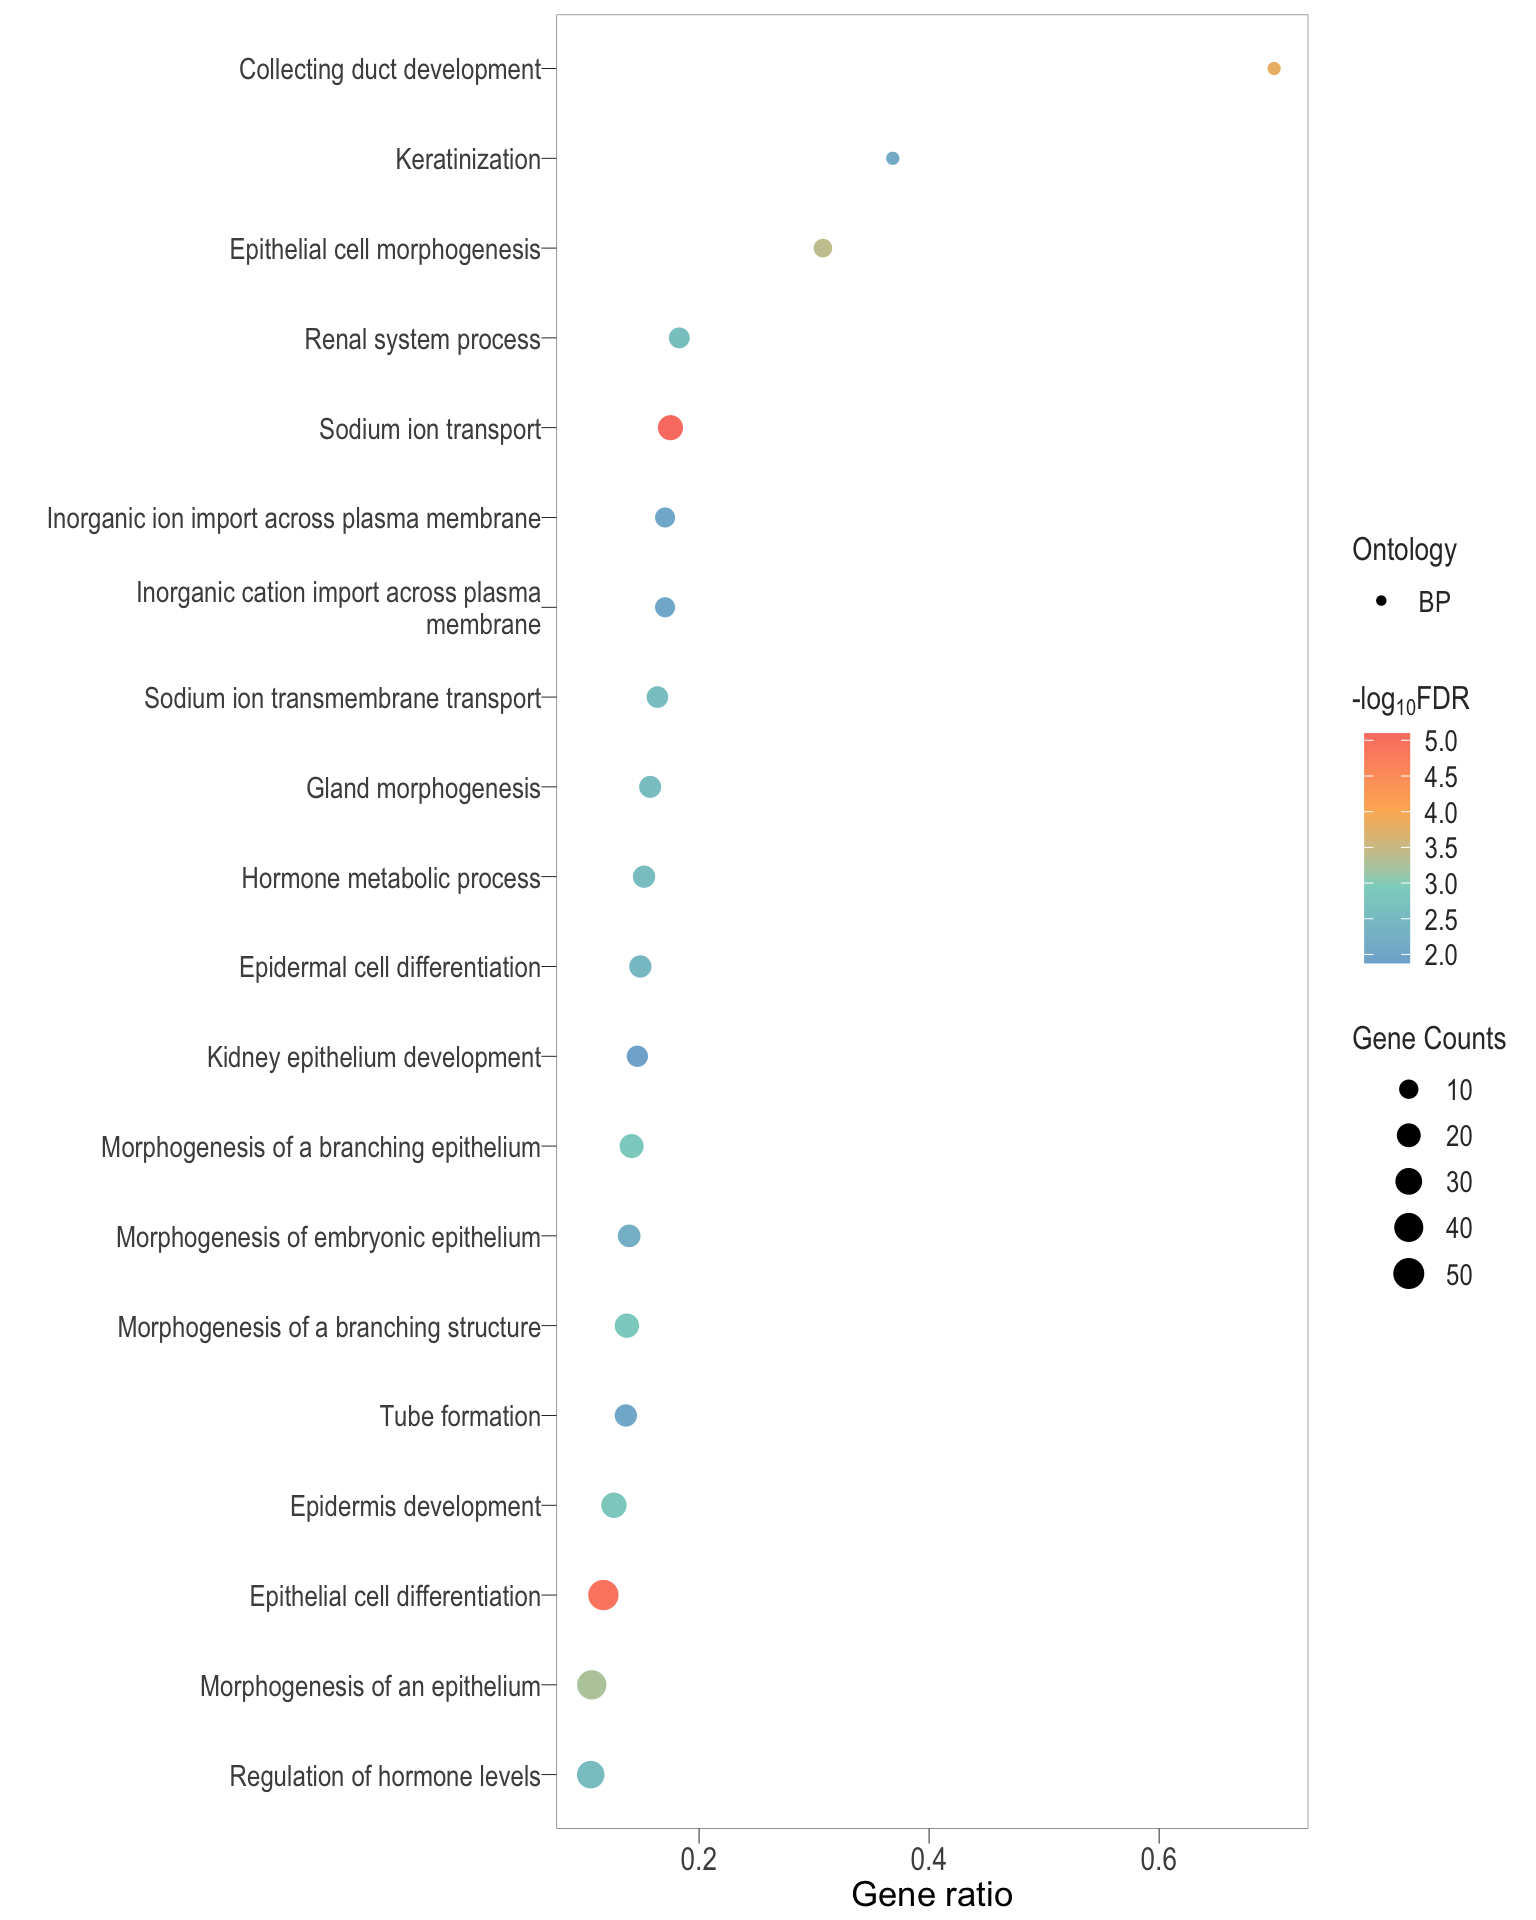 Collecting duct development
Keratinization
Epithelial cell morphogenesis
Renal system process
Sodium ion transport
Inorganic ion import across plasma membrane
Inorganic cation import across plasma
membrane
Sodium ion transmembrane transport
Gland morphogenesis
Hormone metabolic process
Epidermal cell differentiation
Kidney epithelium development
Morphogenesis of a branching epithelium
Morphogenesis of embryonic epithelium
Morphogenesis of a branching structure
Tube formation
Epidermis development
Epithelial cell differentiation
Morphogenesis of an epithelium
Regulation of hormone levels
0.2 0.4 0.6
Gene ratio
Ontology
BP
-log₁₀FDR
5.0
4.5
4.0
3.5
3.0
2.5
2.0
Gene Counts
10
20
30
40
50